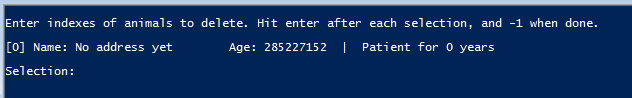 Enter indexes of animals to delete. Hit enter after each selection, and -1 when done.
[0] Name: No address yet        Age: 285227152  |  Patient for 0 years
Selection: